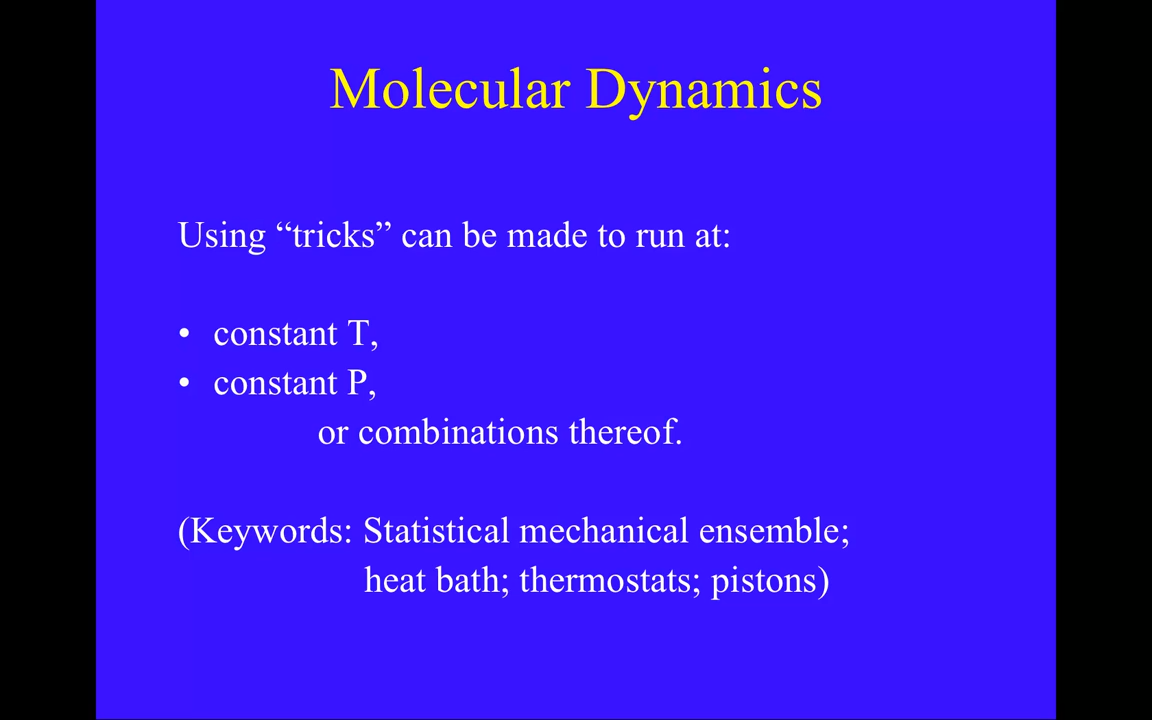 Molecular Dynamics
Using “tricks” can be made to run at:
• constant T,
• constant P,
or combinations thereof.
(Keywords: Statistical mechanical ensemble;
heat bath; thermostats; pistons)